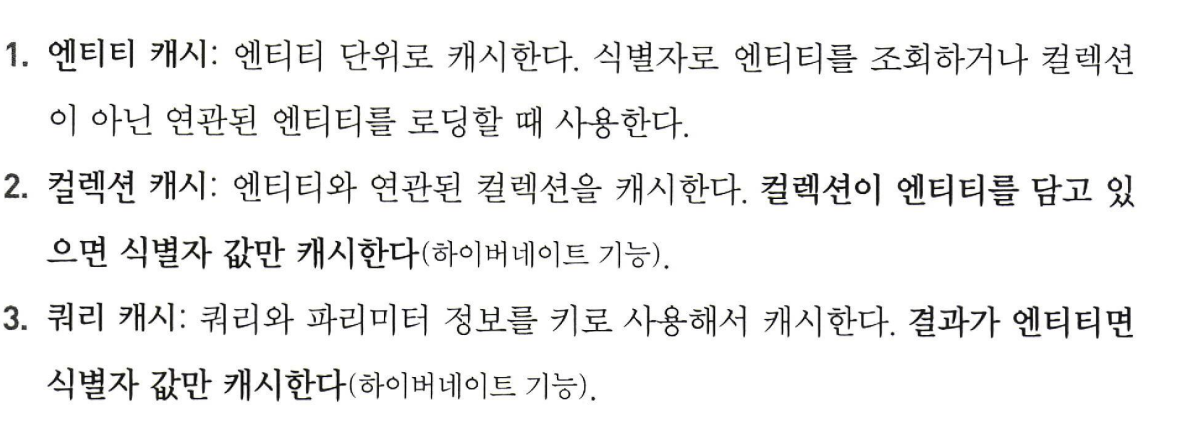 1. 엔티티 캐시: 엔티티 단위로 캐시한다. 식별자로 엔티티를 조회하거나 컬렉션
이 아닌 연관된 엔티티를 로딩할 때 사용한다.
2. 컬렉션 캐시: 엔티티와 연관된 컬렉션을 캐시한다. 컬렉션이 엔티티를 담고 있
으면 식별자 값만 캐시한다(하이버네이트 기능).
3. 쿼리 캐시: 쿼리와 파리미터 정보를 키로 사용해서 캐시한다. 결과가 엔티티면
식별자 값만 캐시한다(하이버네이트 기능).